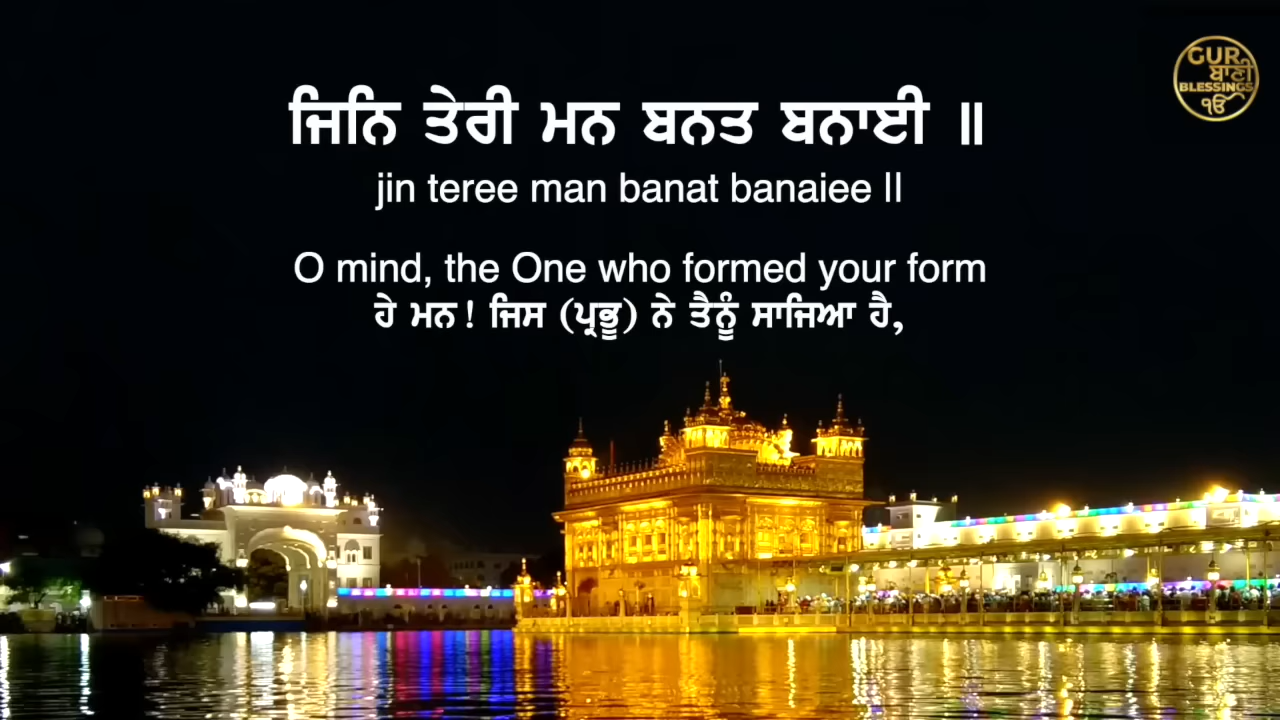 ਜਿਨਿ ਤੇਰੀ ਮਨ ਬਨਤ ਬਨਾਈ ॥
jin teree man banat banaiee ||
O mind, the One who formed your form
ਹੇ ਮਨ! ਜਿਸ (ਪ੍ਰਭੂ) ਨੇ ਤੈਨੂੰ ਸਾਜਿਆ ਹੈ,
GUR
ਬਾਣੀ
BLESSINGS
ੴ